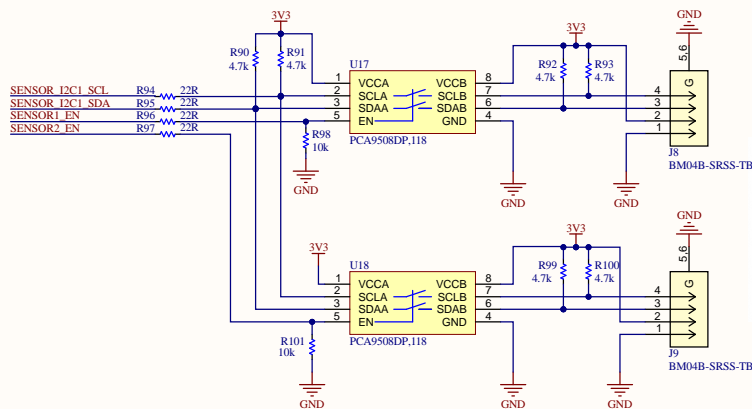 GND
3V3
3V3
5,6
R90
4.7k
R91
4.7k
U17
R92
4.7k
R93
4.7k
G
1 VCCA VCCB 8
2 SCLA SCLB 7
3 SDAA SDAB 6
5 EN GND 4
PCA9508DP,118
4
3
2
1
J8
BM04B-SRSS-TB
SENSOR_I2C1_SCL R94 22R
SENSOR_I2C1_SDA R95 22R
SENSOR1_EN R96 22R
SENSOR2_EN R97 22R
R98
10k
GND
GND
GND
GND
3V3
3V3
5,6
U18
R99
4.7k
R100
4.7k
G
1 VCCA VCCB 8
2 SCLA SCLB 7
3 SDAA SDAB 6
5 EN GND 4
PCA9508DP,118
4
3
2
1
R101
10k
J9
BM04B-SRSS-TB
GND
GND
GND